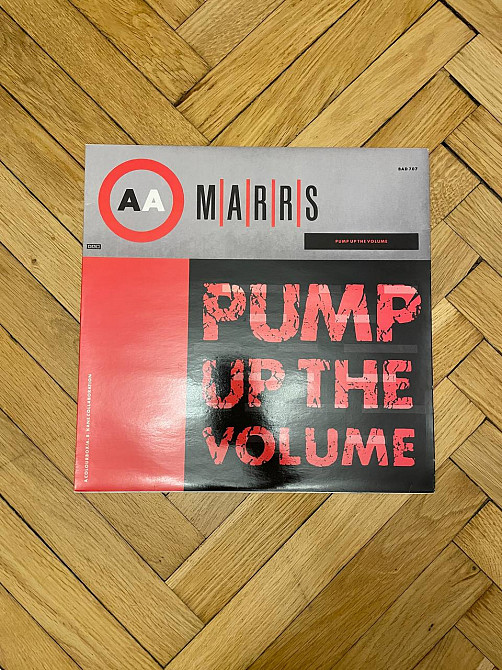 AA
M|A|R|R|S
BAD 707
PUMP UP THE VOLUME
PUMP
UP THE
VOLUME
A COLOURBOX/A. R. KANE COLLABORATION